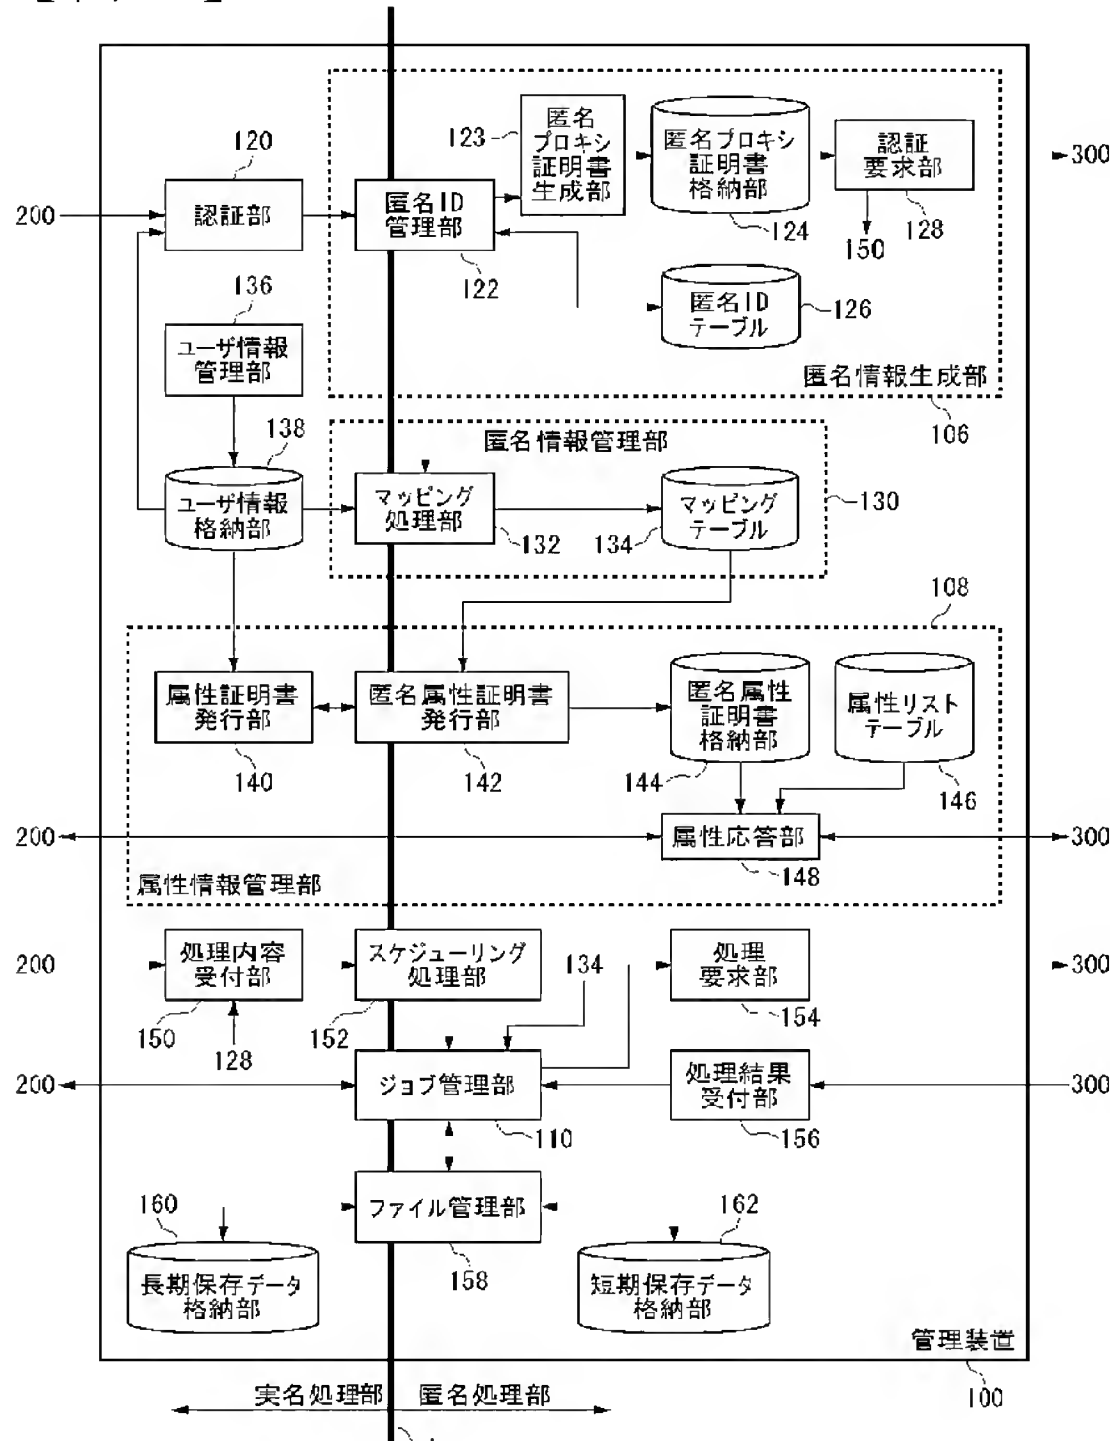 120
200
認証部
匿名ID
管理部
122
123
匿名
プロキシ
証明書
生成部
匿名プロキシ
証明書
格納部
124
認証
要求部
128
150
300
匿名ID
テーブル
126
匿名情報生成部
106
136
ユーザ情報
管理部
138
ユーザ情報
格納部
匿名情報管理部
マッピング
処理部
132
134
マッピング
テーブル
130
108
属性証明書
発行部
140
匿名属性証明書
発行部
142
匿名属性
証明書
格納部
144
属性リスト
テーブル
146
200
属性応答部
148
300
属性情報管理部
200
処理内容
受付部
150
128
スケジューリング
処理部
152
134
処理
要求部
154
300
200
ジョブ管理部
110
処理結果
受付部
156
300
ファイル管理部
158
160
長期保存データ
格納部
162
短期保存データ
格納部
管理装置
100
実名処理部
匿名処理部